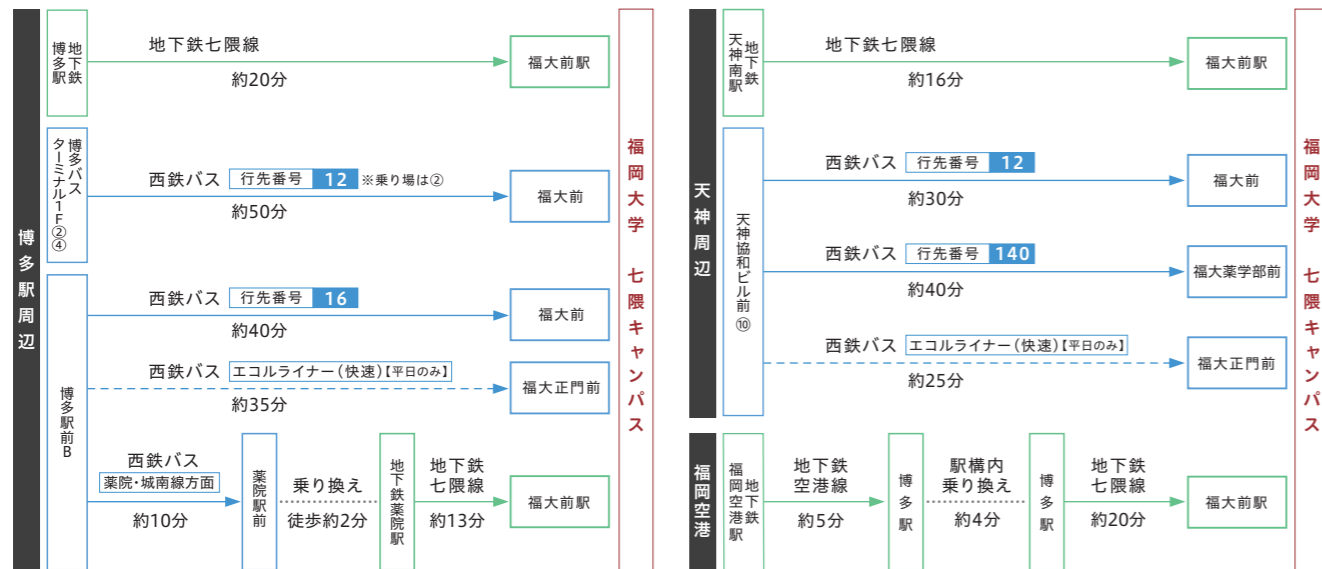 博多駅周辺
地下鉄
博多駅
地下鉄七隈線
約20分
福大前駅
博多バス
ターミナル1F②④
西鉄バス 行先番号 12 ※乗り場は②
約50分
福大前
博多駅前B
西鉄バス 行先番号 16
約40分
福大前
西鉄バス エコルライナー(快速)【平日のみ】
約35分
福大正門前
西鉄バス
薬院・城南線方面
約10分
薬院駅前
乗り換え
徒歩約2分
地下鉄薬院駅
地下鉄
七隈線
約13分
福大前駅
福岡大学 七隈キャンパス
天神周辺
地下鉄
天神南駅
地下鉄七隈線
約16分
福大前駅
天神協和ビル前⑩
西鉄バス 行先番号 12
約30分
福大前
西鉄バス 行先番号 140
約40分
福大薬学部前
西鉄バス エコルライナー(快速)【平日のみ】
約25分
福大正門前
福岡空港
地下鉄
福岡空港駅
地下鉄
空港線
約5分
博多駅
駅構内
乗り換え
約4分
博多駅
地下鉄
七隈線
約20分
福大前駅
福岡大学 七隈キャンパス